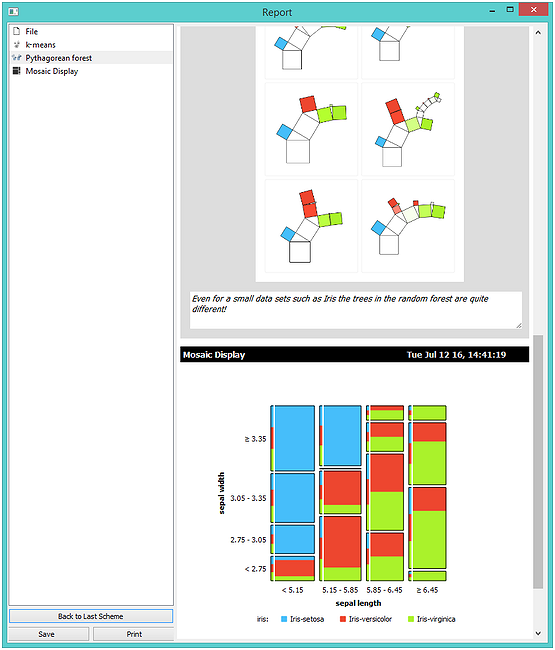 Report
File
k-means
Pythagorean forest
Mosaic Display
Even for a small data sets such as Iris the trees in the random forest are quite
different!
Mosaic Display Tue Jul 12 16, 14:41:19
sepal width
≥ 3.35
3.05 - 3.35
2.75 - 3.05
< 2.75
< 5.15 5.15 - 5.85 5.85 - 6.45 ≥ 6.45
sepal length
iris: Iris-setosa Iris-versicolor Iris-virginica
Back to Last Scheme
Save Print